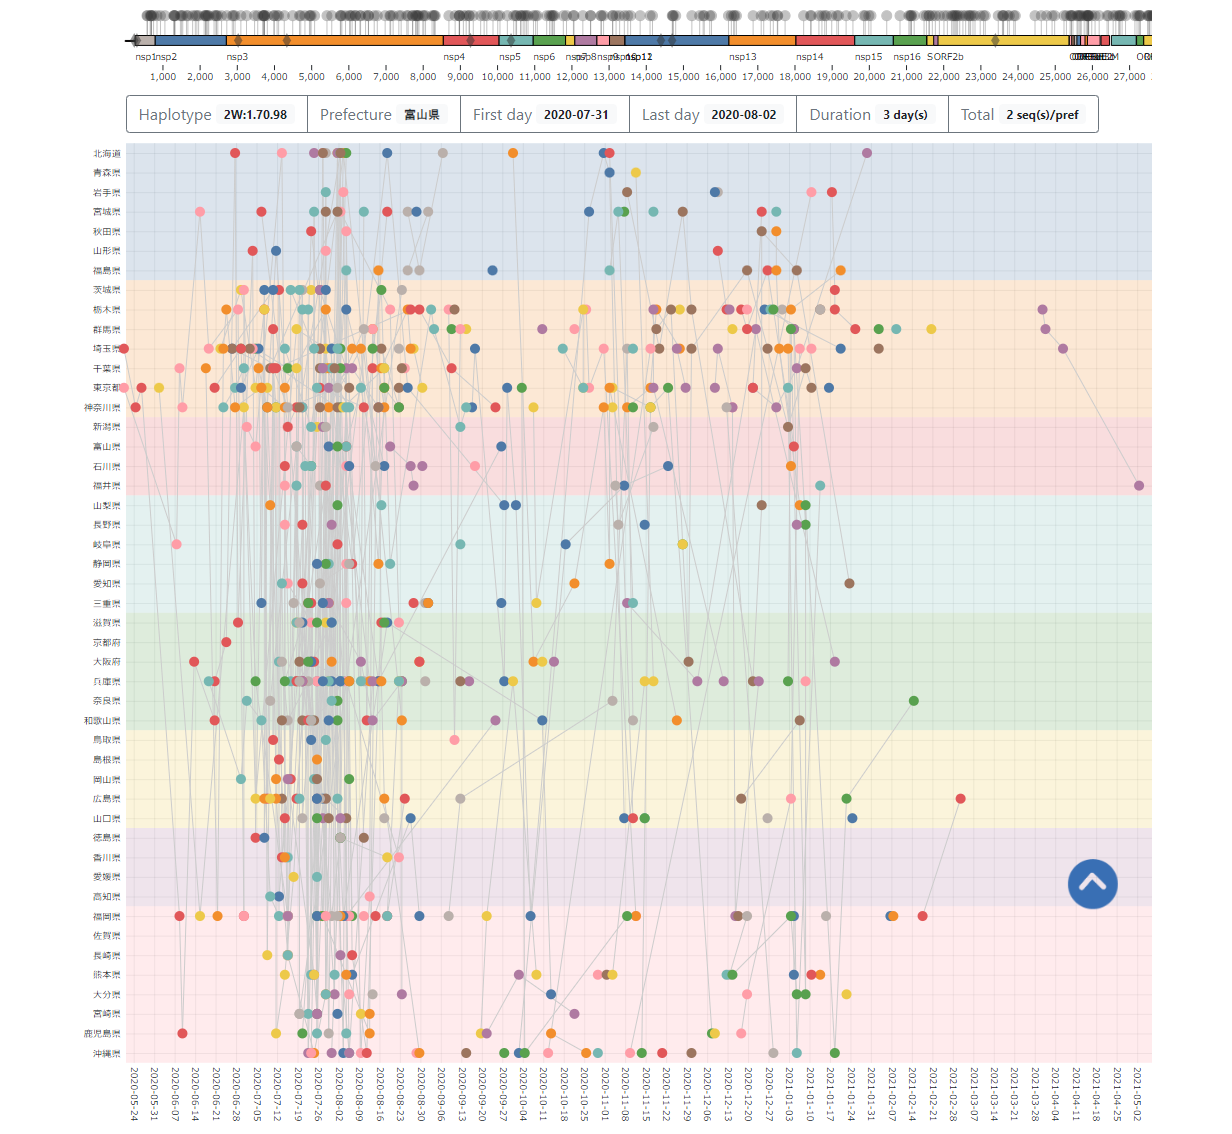 nsp1 nsp2 nsp3 nsp4 nsp5 nsp6 nsp8 nsp12 nsp13 nsp14 nsp15 nsp16 SORF2b
1,000 2,000 3,000 4,000 5,000 6,000 7,000 8,000 9,000 10,000 11,000 12,000 13,000 14,000 15,000 16,000 17,000 18,000 19,000 20,000 21,000 22,000 23,000 24,000 25,000 26,000 27,000
Haplotype 2W:1.70.98 Prefecture 富山県 First day 2020-07-31 Last day 2020-08-02 Duration 3 day(s) Total 2 seq(s)/pref
北海道
青森県
岩手県
宮城県
秋田県
山形県
福島県
茨城県
栃木県
群馬県
埼玉県
千葉県
東京都
神奈川県
新潟県
富山県
石川県
福井県
山梨県
長野県
岐阜県
静岡県
愛知県
三重県
滋賀県
京都府
大阪府
兵庫県
奈良県
和歌山県
鳥取県
島根県
岡山県
広島県
山口県
徳島県
香川県
愛媛県
高知県
福岡県
佐賀県
長崎県
熊本県
大分県
宮崎県
鹿児島県
沖縄県
2020-05-24
2020-05-31
2020-06-07
2020-06-14
2020-06-21
2020-06-28
2020-07-05
2020-07-12
2020-07-19
2020-07-26
2020-08-02
2020-08-09
2020-08-16
2020-08-23
2020-08-30
2020-09-06
2020-09-13
2020-09-20
2020-09-27
2020-10-04
2020-10-11
2020-10-18
2020-10-25
2020-11-01
2020-11-08
2020-11-15
2020-11-22
2020-11-29
2020-12-06
2020-12-13
2020-12-20
2020-12-27
2021-01-03
2021-01-10
2021-01-17
2021-01-24
2021-01-31
2021-02-07
2021-02-14
2021-02-21
2021-02-28
2021-03-07
2021-03-14
2021-03-21
2021-03-28
2021-04-04
2021-04-11
2021-04-18
2021-04-25
2021-05-02